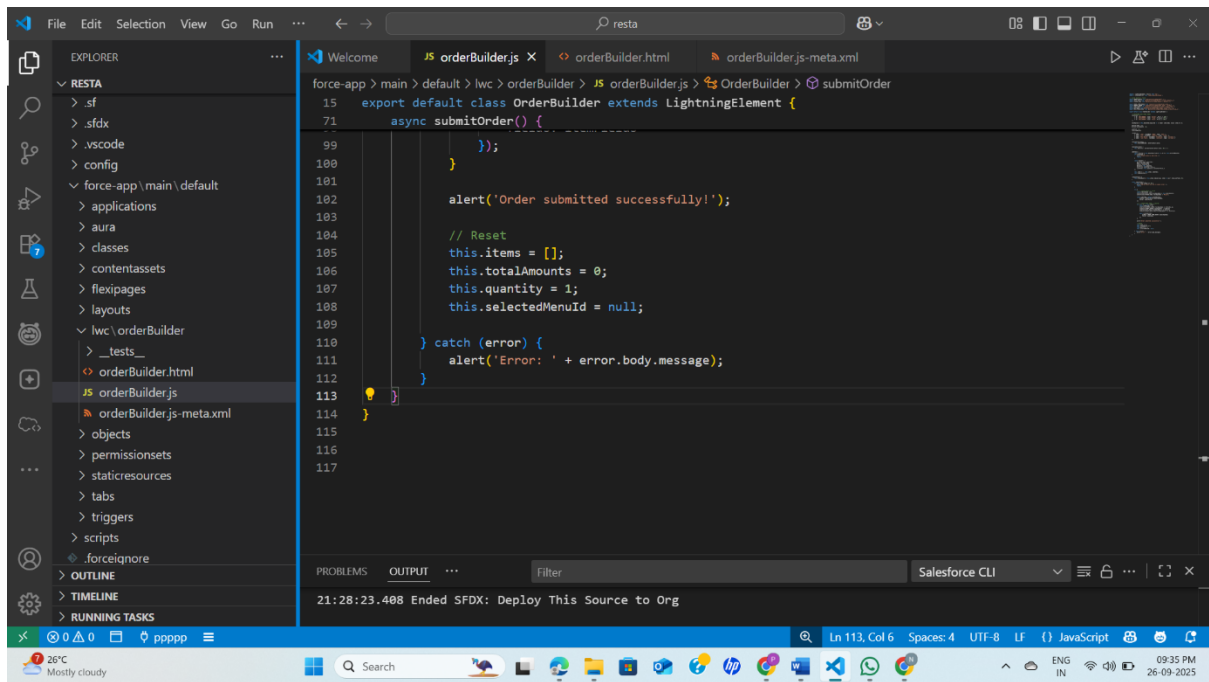 File Edit Selection View Go Run ··· resta
EXPLORER ···
RESTA
> .sf
> .sfdx
> .vscode
> config
force-app\main\default
> applications
> aura
> classes
> contentassets
> flexipages
> layouts
lwc\orderBuilder
> __tests__
<> orderBuilder.html
JS orderBuilder.js
orderBuilder.js-meta.xml
> objects
> permissionsets
> staticresources
> tabs
> triggers
> scripts
.forceignore
> OUTLINE
> TIMELINE
> RUNNING TASKS
7
Welcome JS orderBuilder.js × <> orderBuilder.html orderBuilder.js-meta.xml
force-app > main > default > lwc > orderBuilder > JS orderBuilder.js > OrderBuilder > submitOrder
15 export default class OrderBuilder extends LightningElement {
71 async submitOrder() {
99 });
100 }
101
102 alert('Order submitted successfully!');
103
104 // Reset
105 this.items = [];
106 this.totalAmounts = 0;
107 this.quantity = 1;
108 this.selectedMenuId = null;
109
110 } catch (error) {
111 alert('Error: ' + error.body.message);
112 }
113 }
114 }
115
116
117
PROBLEMS OUTPUT ··· Filter Salesforce CLI
21:28:23.408 Ended SFDX: Deploy This Source to Org
0 0 0 ppppp Ln 113, Col 6 Spaces: 4 UTF-8 LF {} JavaScript
26°C
Mostly cloudy
Search
ENG
IN
09:35 PM
26-09-2025